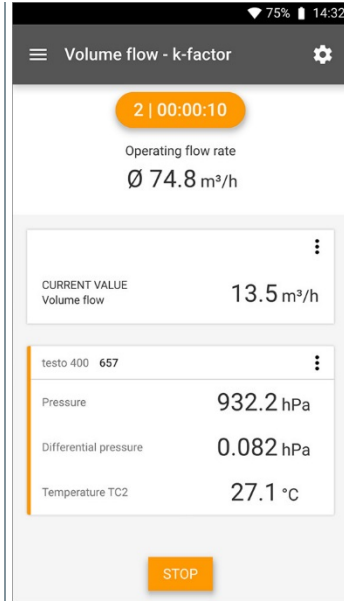 75% 14:32
Volume flow - k-factor
2 | 00:00:10
Operating flow rate
Ø 74.8 m³/h
CURRENT VALUE
Volume flow 13.5 m³/h
testo 400 657
Pressure 932.2 hPa
Differential pressure 0.082 hPa
Temperature TC2 27.1 °C
STOP